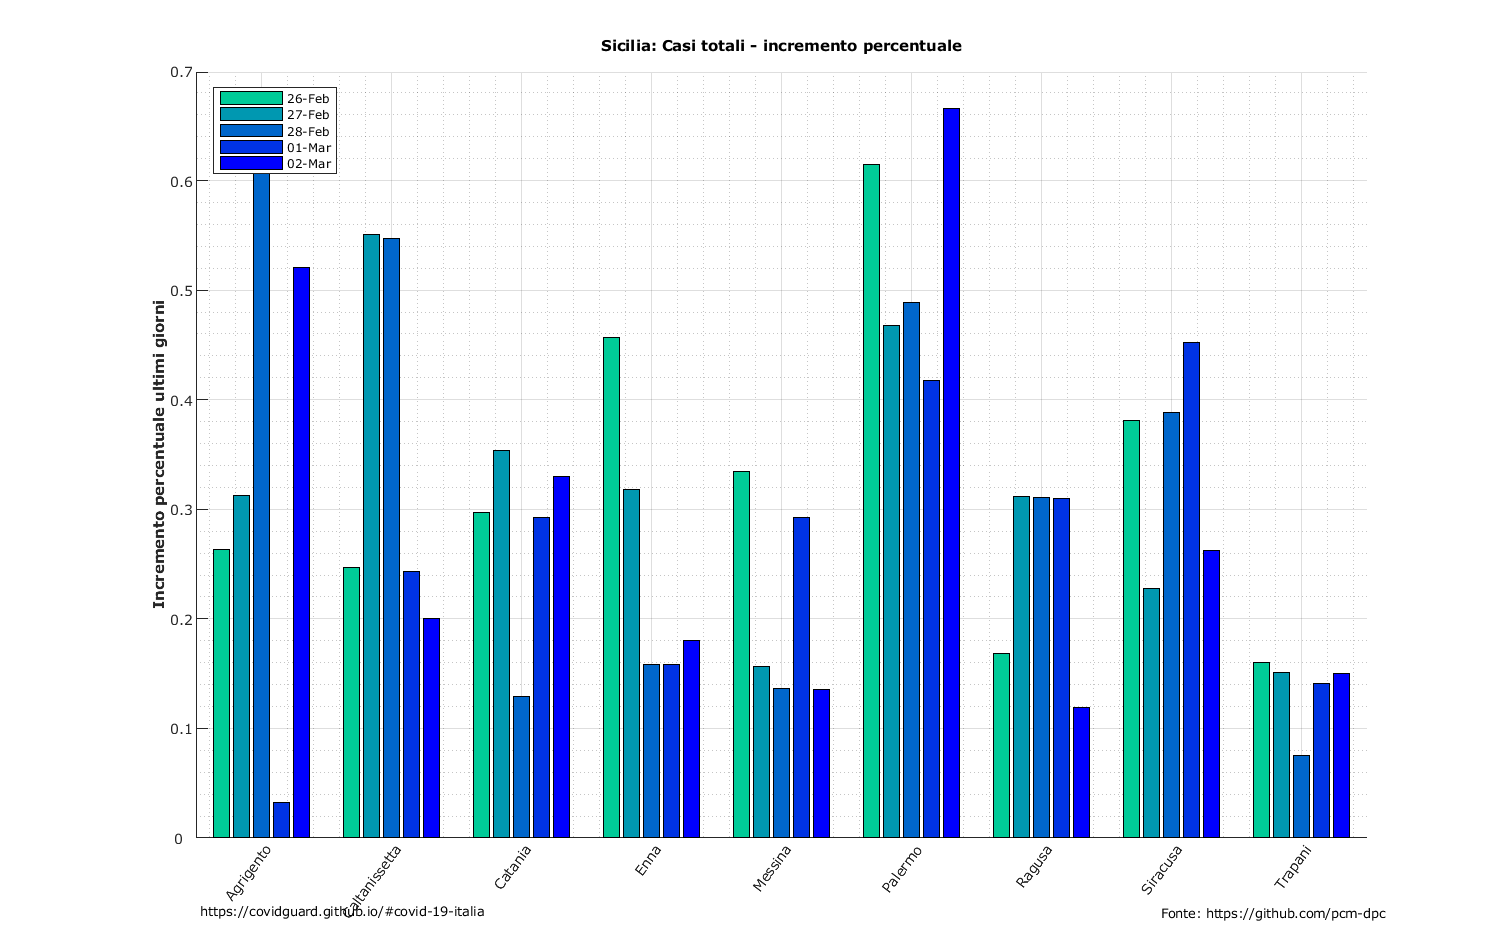 Sicilia: Casi totali - incremento percentuale
0.7
0.6
0.5
0.4
0.3
0.2
0.1
0
Incremento percentuale ultimi giorni
26-Feb
27-Feb
28-Feb
01-Mar
02-Mar
Agrigento
Caltanissetta
Catania
Enna
Messina
Palermo
Ragusa
Siracusa
Trapani
https://covidguard.github.io/#covid-19-italia
Fonte: https://github.com/pcm-dpc